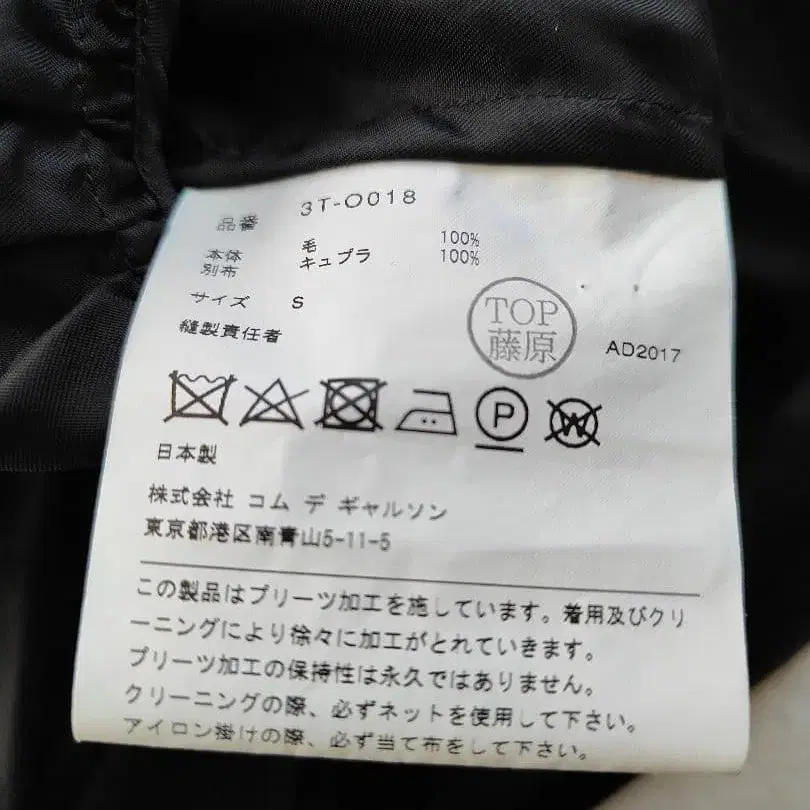 品番 3T-O018
本体 毛 100%
別布 キュプラ 100%
サイズ S
縫製責任者
TOP
藤原
AD2017
P
W
日本製
株式会社 コム デ ギャルソン
東京都港区南青山5-11-5
この製品はプリーツ加工を施しています。着用及びクリ
ーニングにより徐々に加工がとれていきます。
プリーツ加工の保持性は永久ではありません。
クリーニングの際、必ずネットを使用して下さい。
アイロン掛けの際、必ず当て布をして下さい。